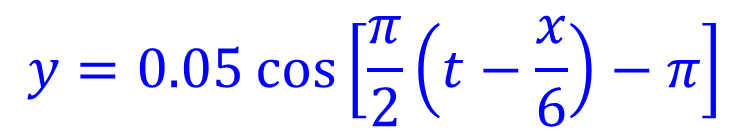 y = 0.05 cos [π/2 (t − x/6) − π]